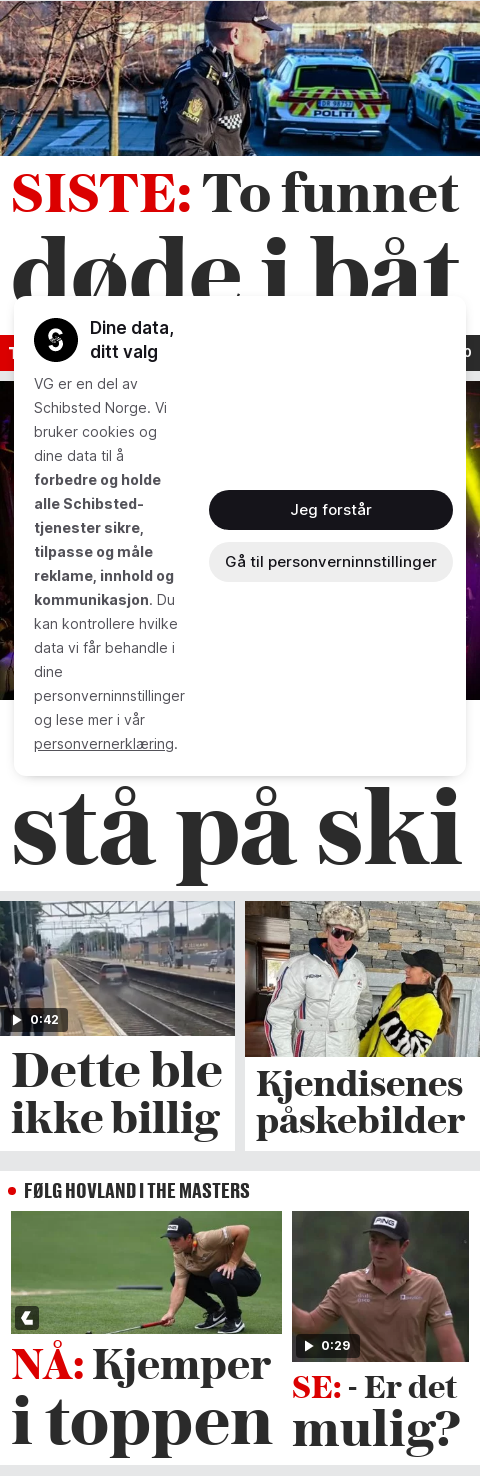 POLITI
POLITI
SISTE: To funnet
døde i båt
Dine data,
ditt valg
VG er en del av
Schibsted Norge. Vi
bruker cookies og
dine data til å
forbedre og holde
alle Schibsted-
tjenester sikre,
tilpasse og måle
reklame, innhold og
kommunikasjon. Du
kan kontrollere hvilke
data vi får behandle i
dine
personverninnstillinger
og lese mer i vår
personvernerklæring.
Jeg forstår
Gå til personverninnstillinger
stå på ski
0:42
Dette ble
ikke billig
Kjendisenes
påskebilder
FØLG HOVLAND I THE MASTERS
PING
NÅ: Kjemper
i toppen
PING
0:29
SE: - Er det
mulig?